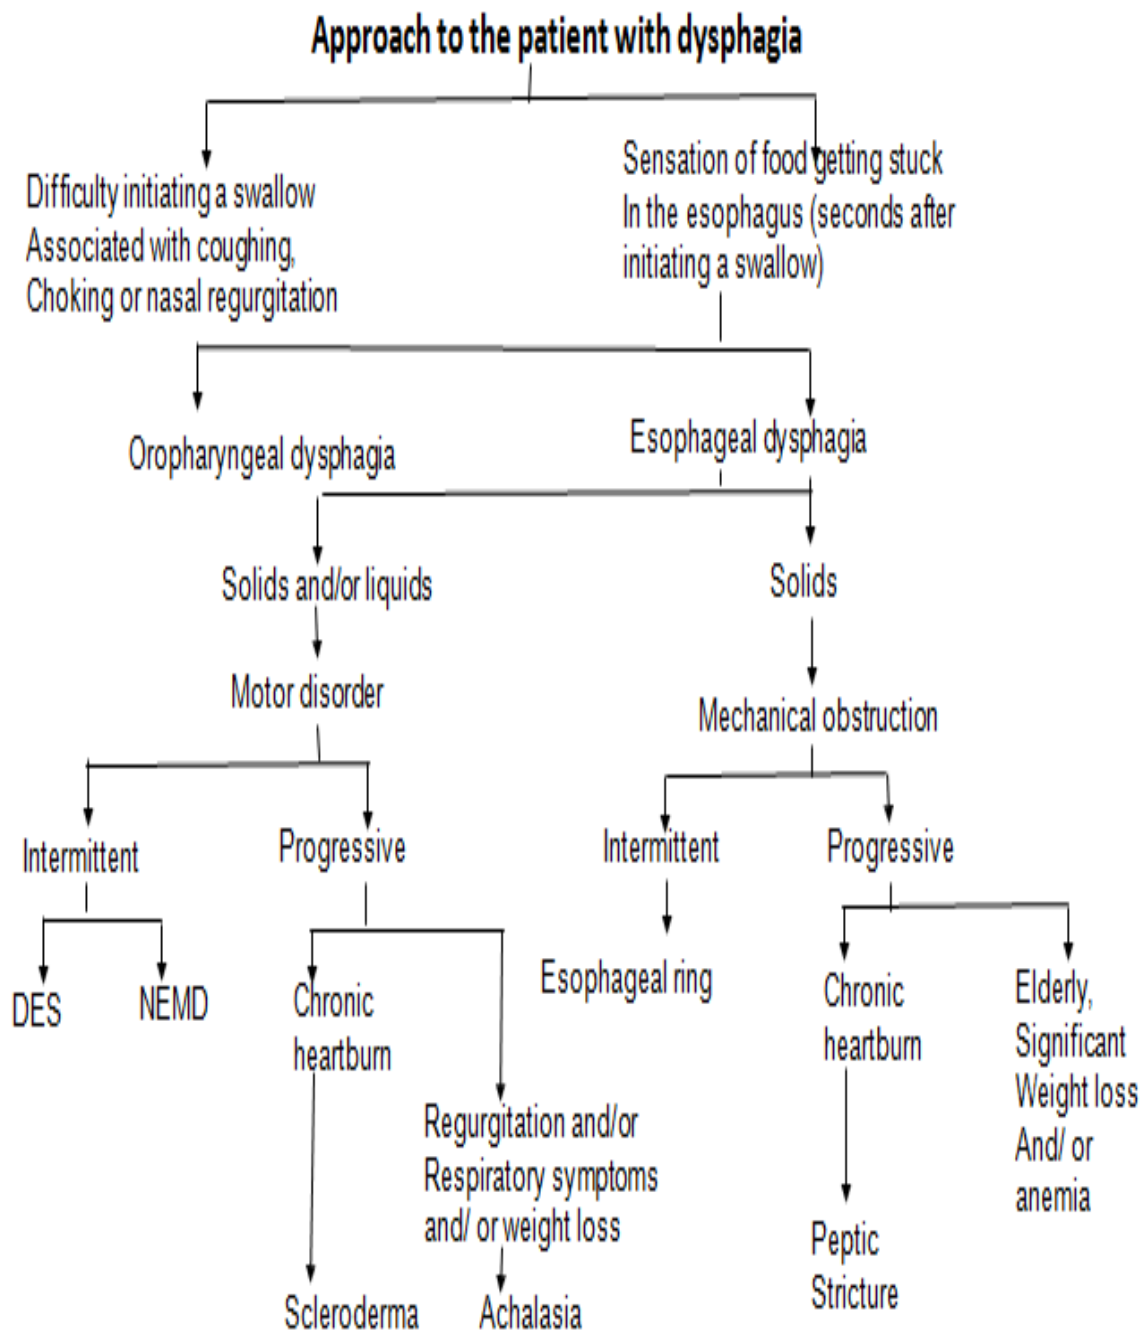 Approach to the patient with dysphagia
Difficulty initiating a swallow
Associated with coughing,
Choking or nasal regurgitation
Sensation of food getting stuck
In the esophagus (seconds after
initiating a swallow)
Oropharyngeal dysphagia
Esophageal dysphagia
Solids and/or liquids
Solids
Motor disorder
Mechanical obstruction
Intermittent
Progressive
Intermittent
Progressive
DES
NEMD
Chronic
heartburn
Regurgitation and/or
Respiratory symptoms
and/ or weight loss
Esophageal ring
Chronic
heartburn
Elderly,
Significant
Weight loss
And/ or
anemia
Scleroderma
Achalasia
Peptic
Stricture